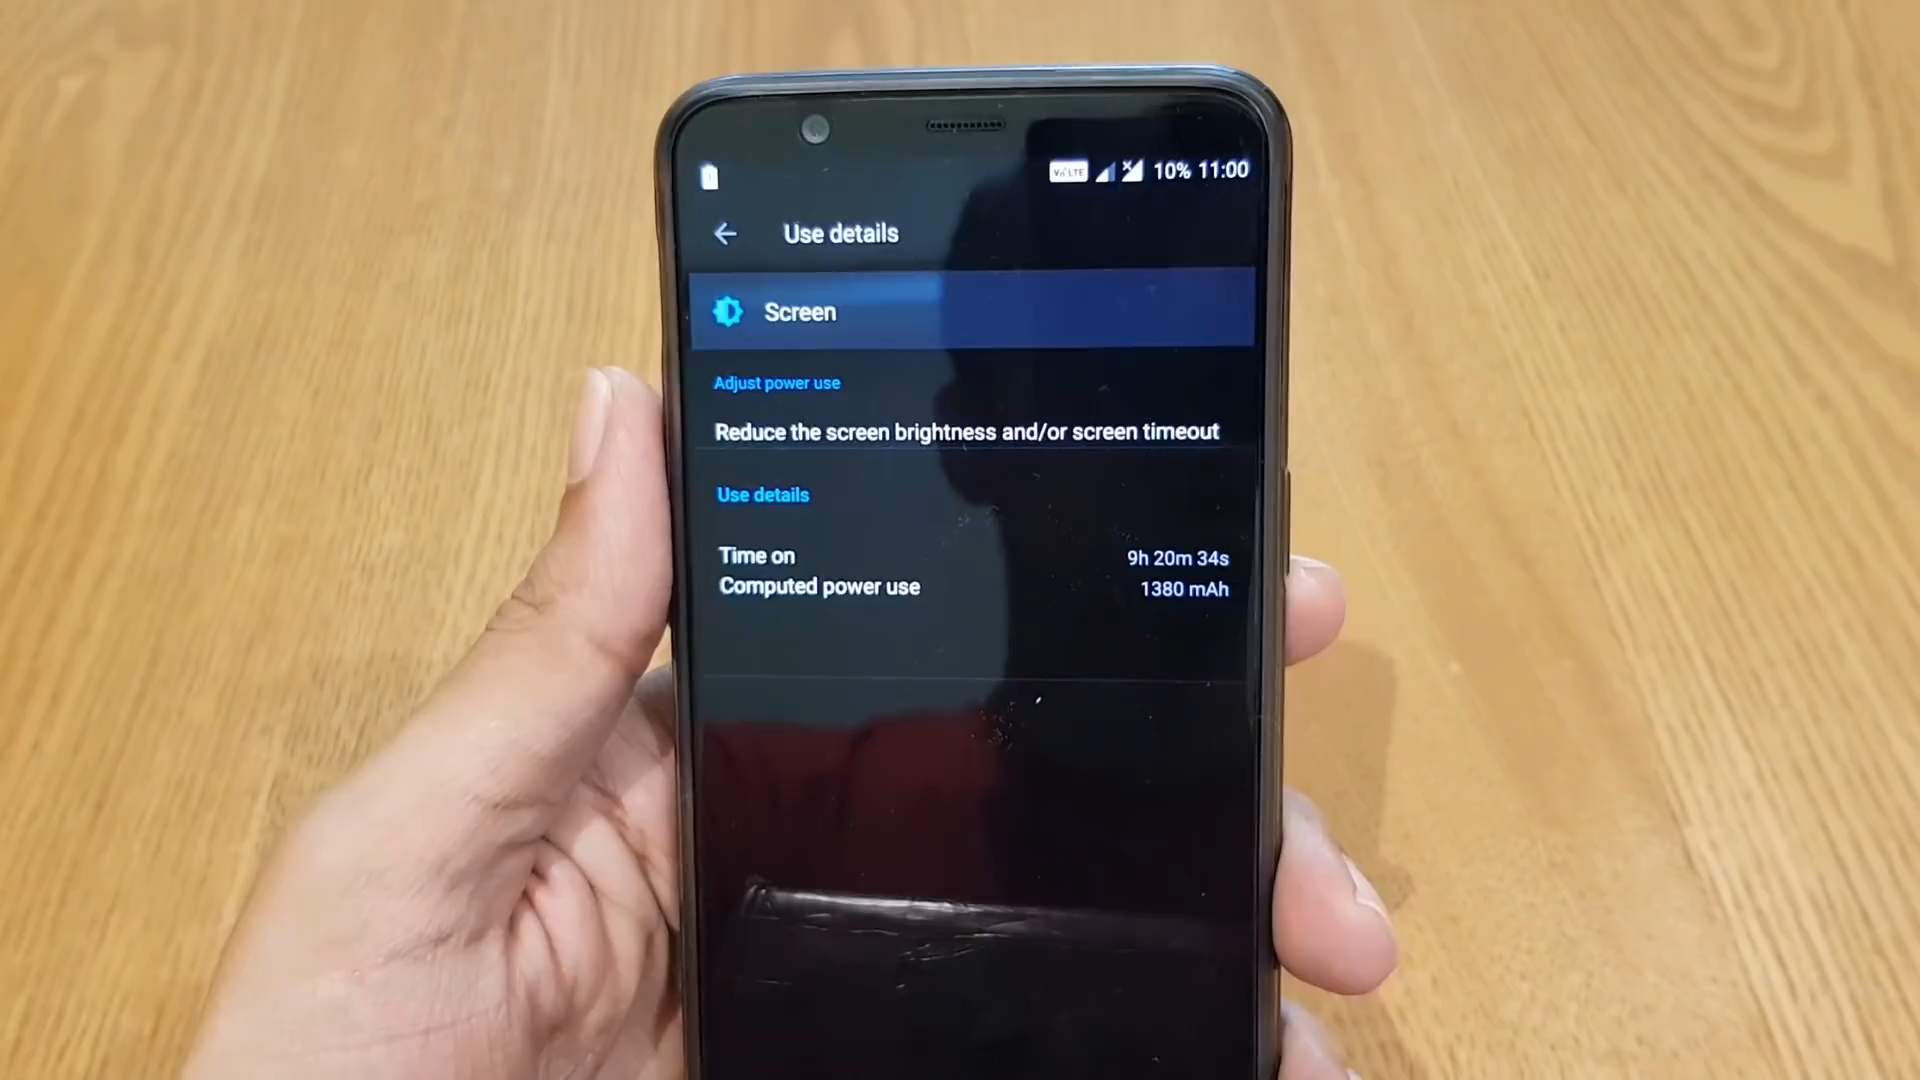 VoLTE 10% 11:00
Use details
Screen
Adjust power use
Reduce the screen brightness and/or screen timeout
Use details
Time on 9h 20m 34s
Computed power use 1380 mAh